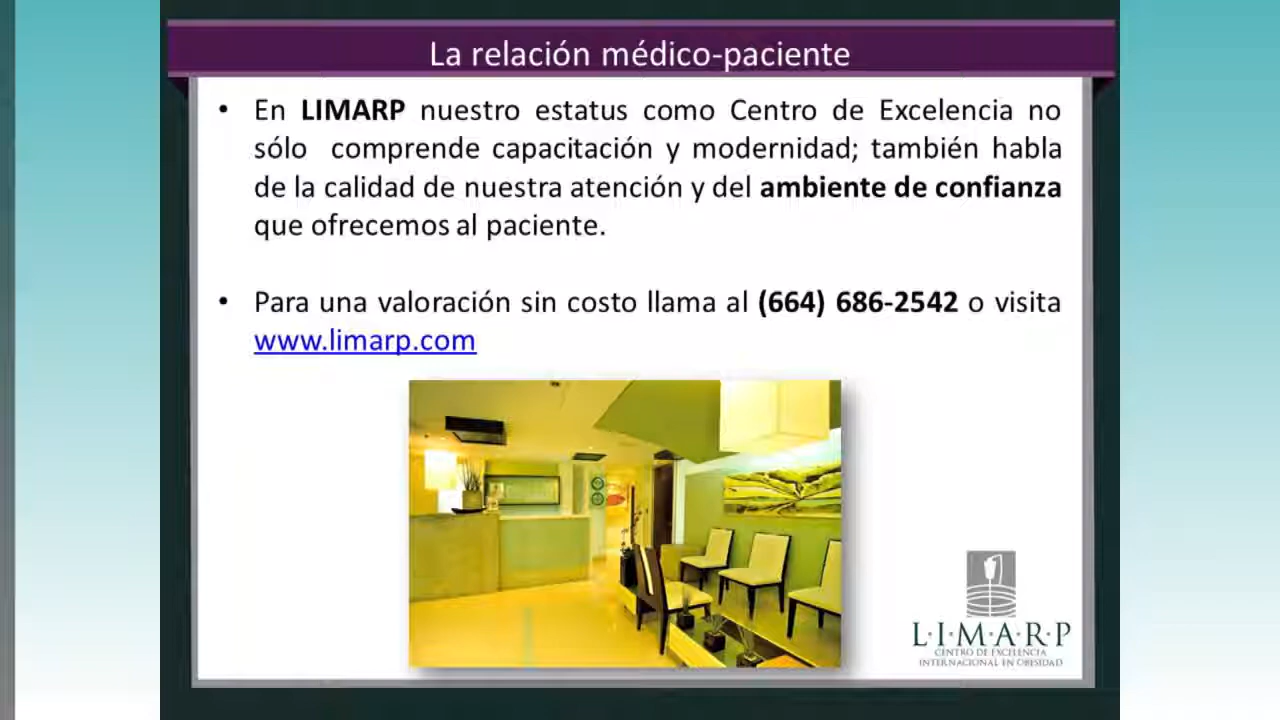 La relación médico-paciente
• En LIMARP nuestro estatus como Centro de Excelencia no
sólo comprende capacitación y modernidad; también habla
de la calidad de nuestra atención y del ambiente de confianza
que ofrecemos al paciente.
• Para una valoración sin costo llama al (664) 686-2542 o visita
www.limarp.com
L·I·M·A·R·P
CENTRO DE EXCELENCIA
INTERNACIONAL EN OBESIDAD